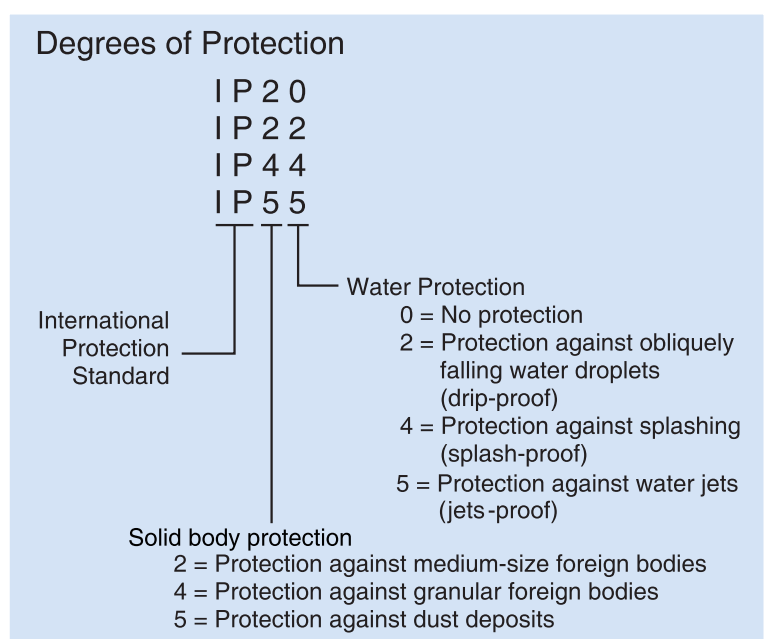 Degrees of Protection
I P 2 0
I P 2 2
I P 4 4
I P 5 5
Water Protection
0 = No protection
2 = Protection against obliquely
falling water droplets
(drip-proof)
4 = Protection against splashing
(splash-proof)
5 = Protection against water jets
(jets-proof)
International
Protection
Standard
Solid body protection
2 = Protection against medium-size foreign bodies
4 = Protection against granular foreign bodies
5 = Protection against dust deposits